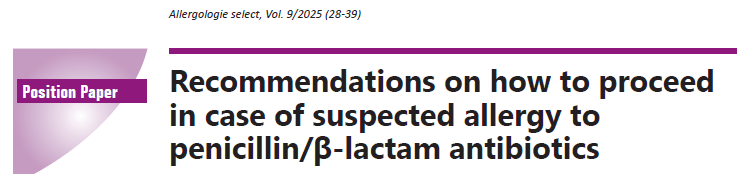 Allergologie select, Vol. 9/2025 (28-39)
Position Paper
Recommendations on how to proceed
in case of suspected allergy to
penicillin/β-lactam antibiotics